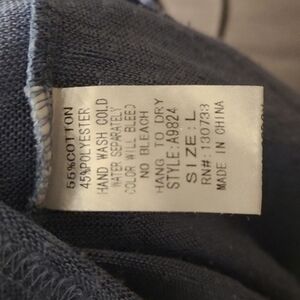 55%COTTON
45%POLYESTER
HAND WASH COLD
WATER SEPARATELY
COLOR WILL BLEED
NO BLEACH
HANG TO DRY
STYLE:A9824
SIZE:L
RN#:130733
MADE IN CHINA